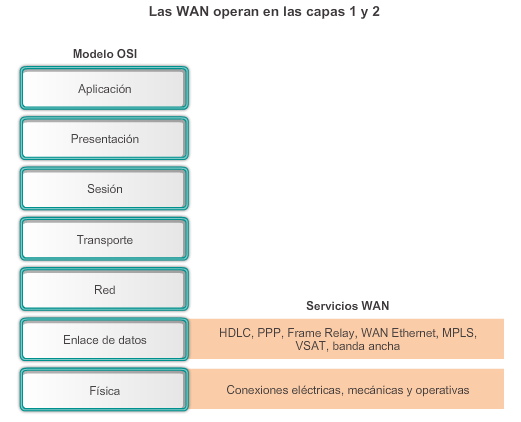 Las WAN operan en las capas 1 y 2
Modelo OSI
Aplicación
Presentación
Sesión
Transporte
Red
Servicios WAN
Enlace de datos
HDLC, PPP, Frame Relay, WAN Ethernet, MPLS,
VSAT, banda ancha
Física
Conexiones eléctricas, mecánicas y operativas